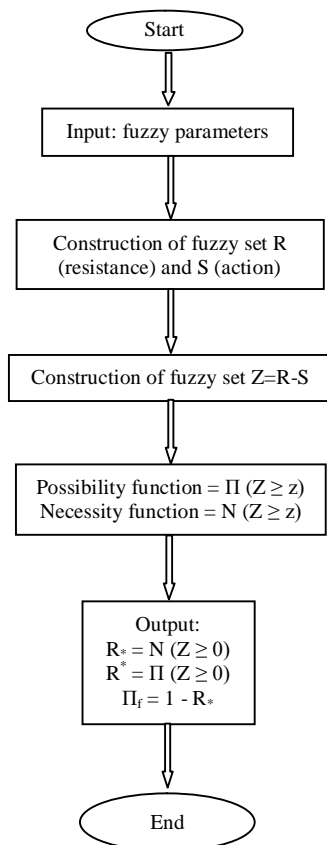 Start
Input: fuzzy parameters
Construction of fuzzy set R
(resistance) and S (action)
Construction of fuzzy set Z=R-S
Possibility function = Π (Z ≥ z)
Necessity function = N (Z ≥ z)
Output:
R* = N (Z ≥ 0)
R* = Π (Z ≥ 0)
Πf = 1 - R*
End